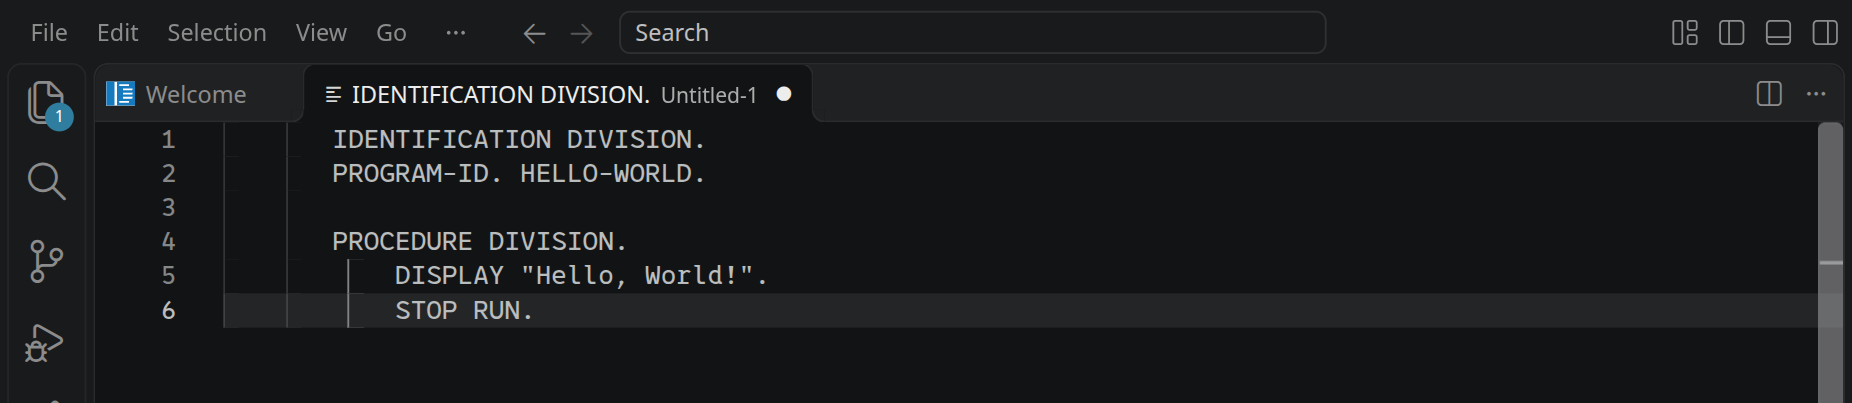 File Edit Selection View Go ··· ← → Search
1
Welcome IDENTIFICATION DIVISION. Untitled-1 ●
1 IDENTIFICATION DIVISION.
2 PROGRAM-ID. HELLO-WORLD.
3
4 PROCEDURE DIVISION.
5 DISPLAY "Hello, World!".
6 STOP RUN.